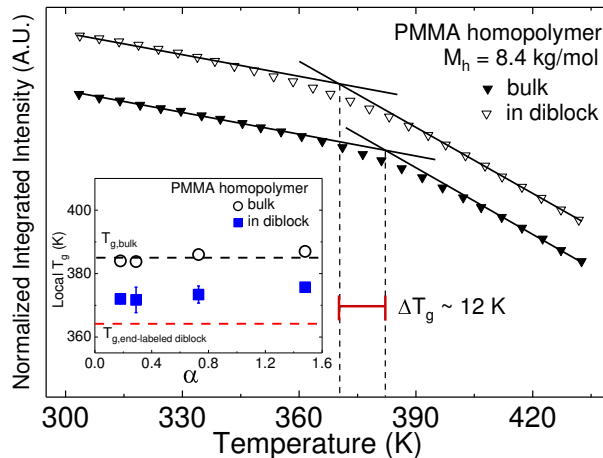 Normalized Integrated Intensity (A.U.)
PMMA homopolymer
Mₕ = 8.4 kg/mol
bulk
in diblock
PMMA homopolymer
bulk
in diblock
Local T_g (K)
400
380
360
T_g,bulk
T_g,end-labeled diblock
0.0 0.4 0.8 1.2 1.6
α
ΔT_g ~ 12 K
300 330 360 390 420
Temperature (K)